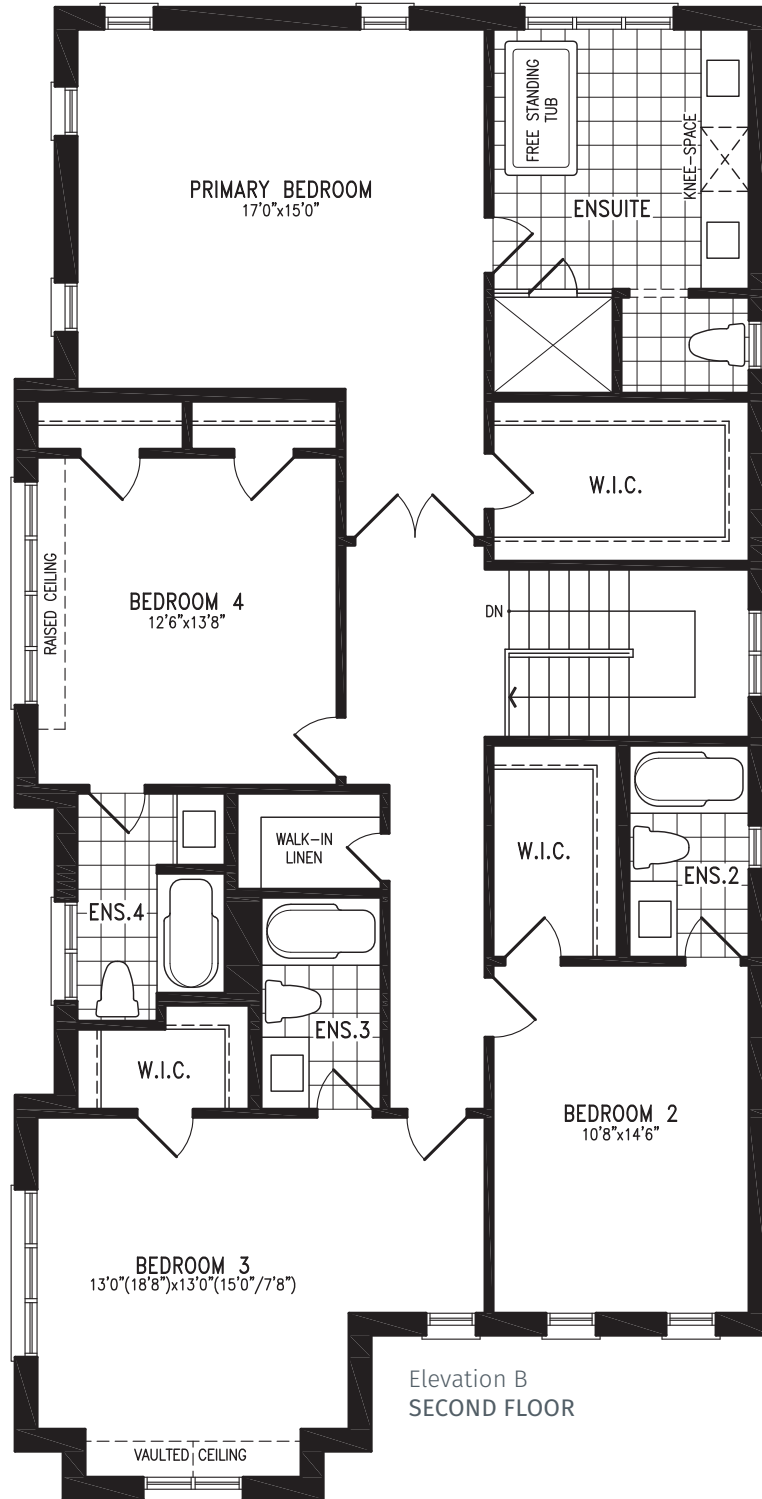 FREE STANDING
TUB
KNEE-SPACE
PRIMARY BEDROOM
17'0"x15'0"
ENSUITE
W.I.C.
RAISED CEILING
BEDROOM 4
12'6"x13'8"
DN
WALK-IN
LINEN
W.I.C.
ENS.2
ENS.4
ENS.3
W.I.C.
BEDROOM 2
10'8"x14'6"
BEDROOM 3
13'0"(18'8")x13'0"(15'0"/7'8")
Elevation B
SECOND FLOOR
VAULTED CEILING